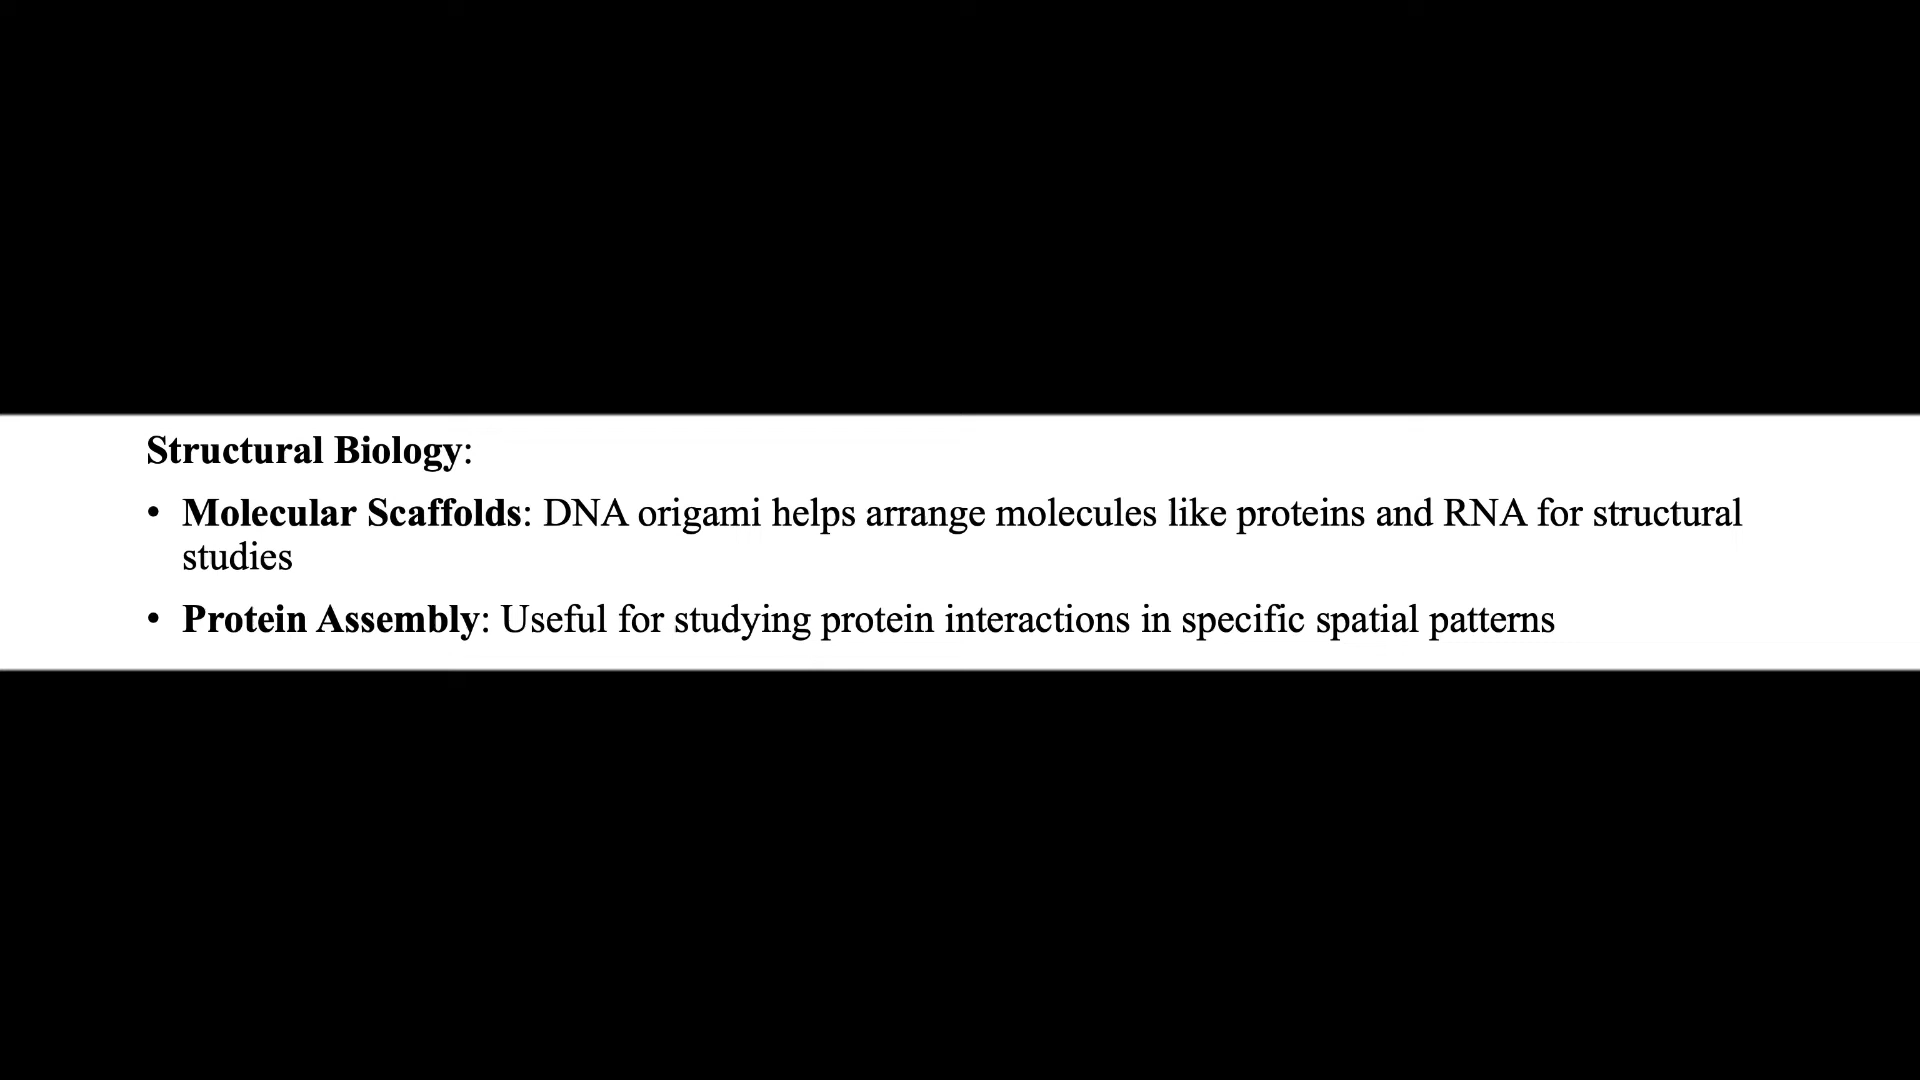 Structural Biology:
• Molecular Scaffolds: DNA origami helps arrange molecules like proteins and RNA for structural
studies
• Protein Assembly: Useful for studying protein interactions in specific spatial patterns